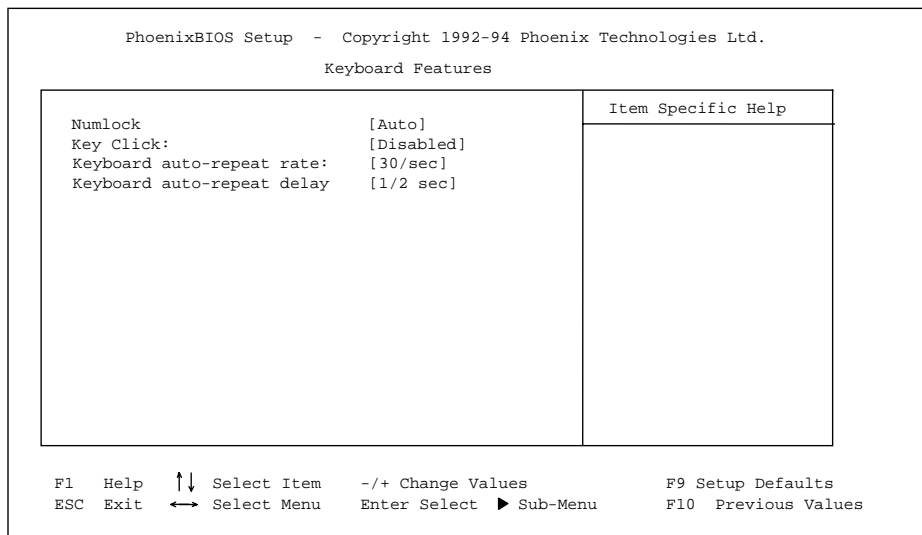 PhoenixBIOS Setup - Copyright 1992-94 Phoenix Technologies Ltd.
Keyboard Features
Item Specific Help
Numlock [Auto]
Key Click: [Disabled]
Keyboard auto-repeat rate: [30/sec]
Keyboard auto-repeat delay [1/2 sec]
F1 Help ↑↓ Select Item -/+ Change Values F9 Setup Defaults
ESC Exit ↔ Select Menu Enter Select ▶ Sub-Menu F10 Previous Values